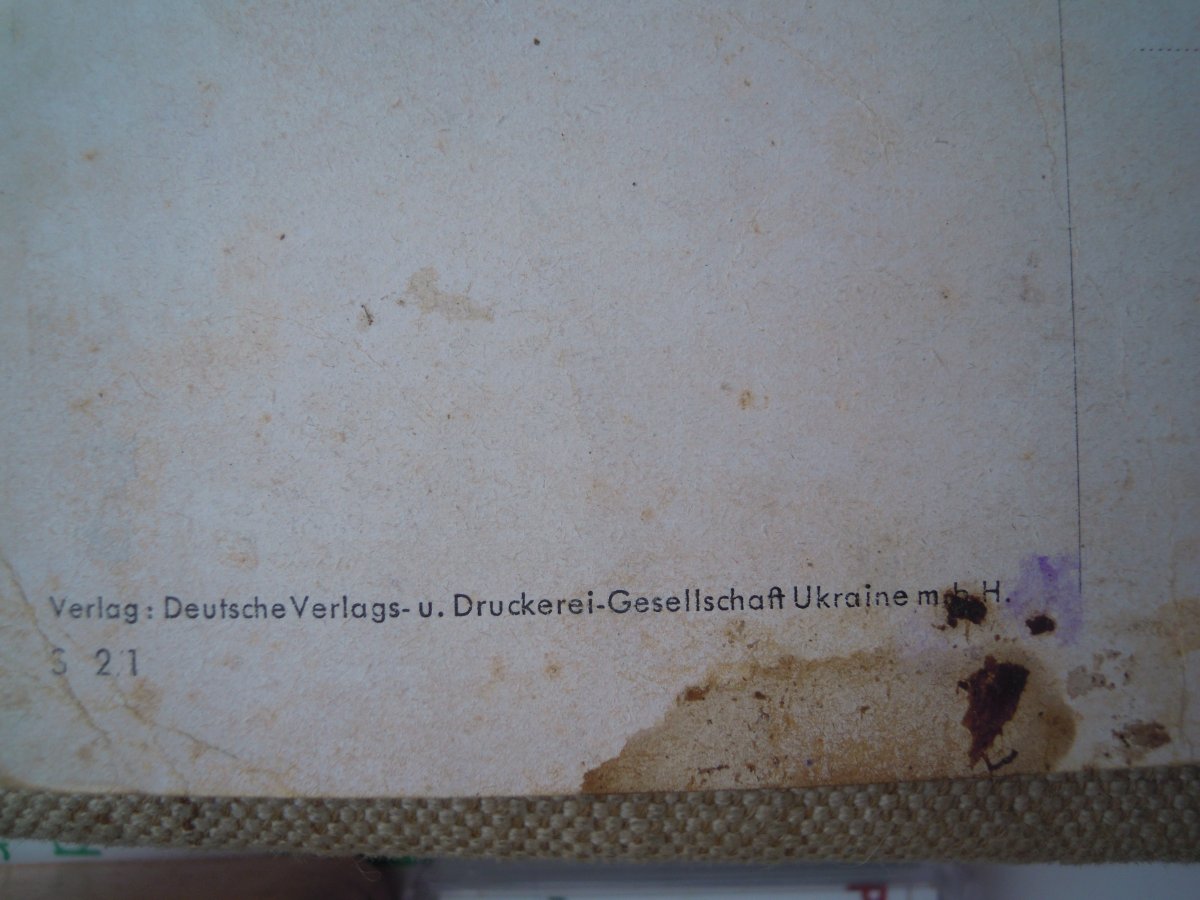 Verlag: Deutsche Verlags- u. Druckerei-Gesellschaft Ukraine m. b. H.
S 21